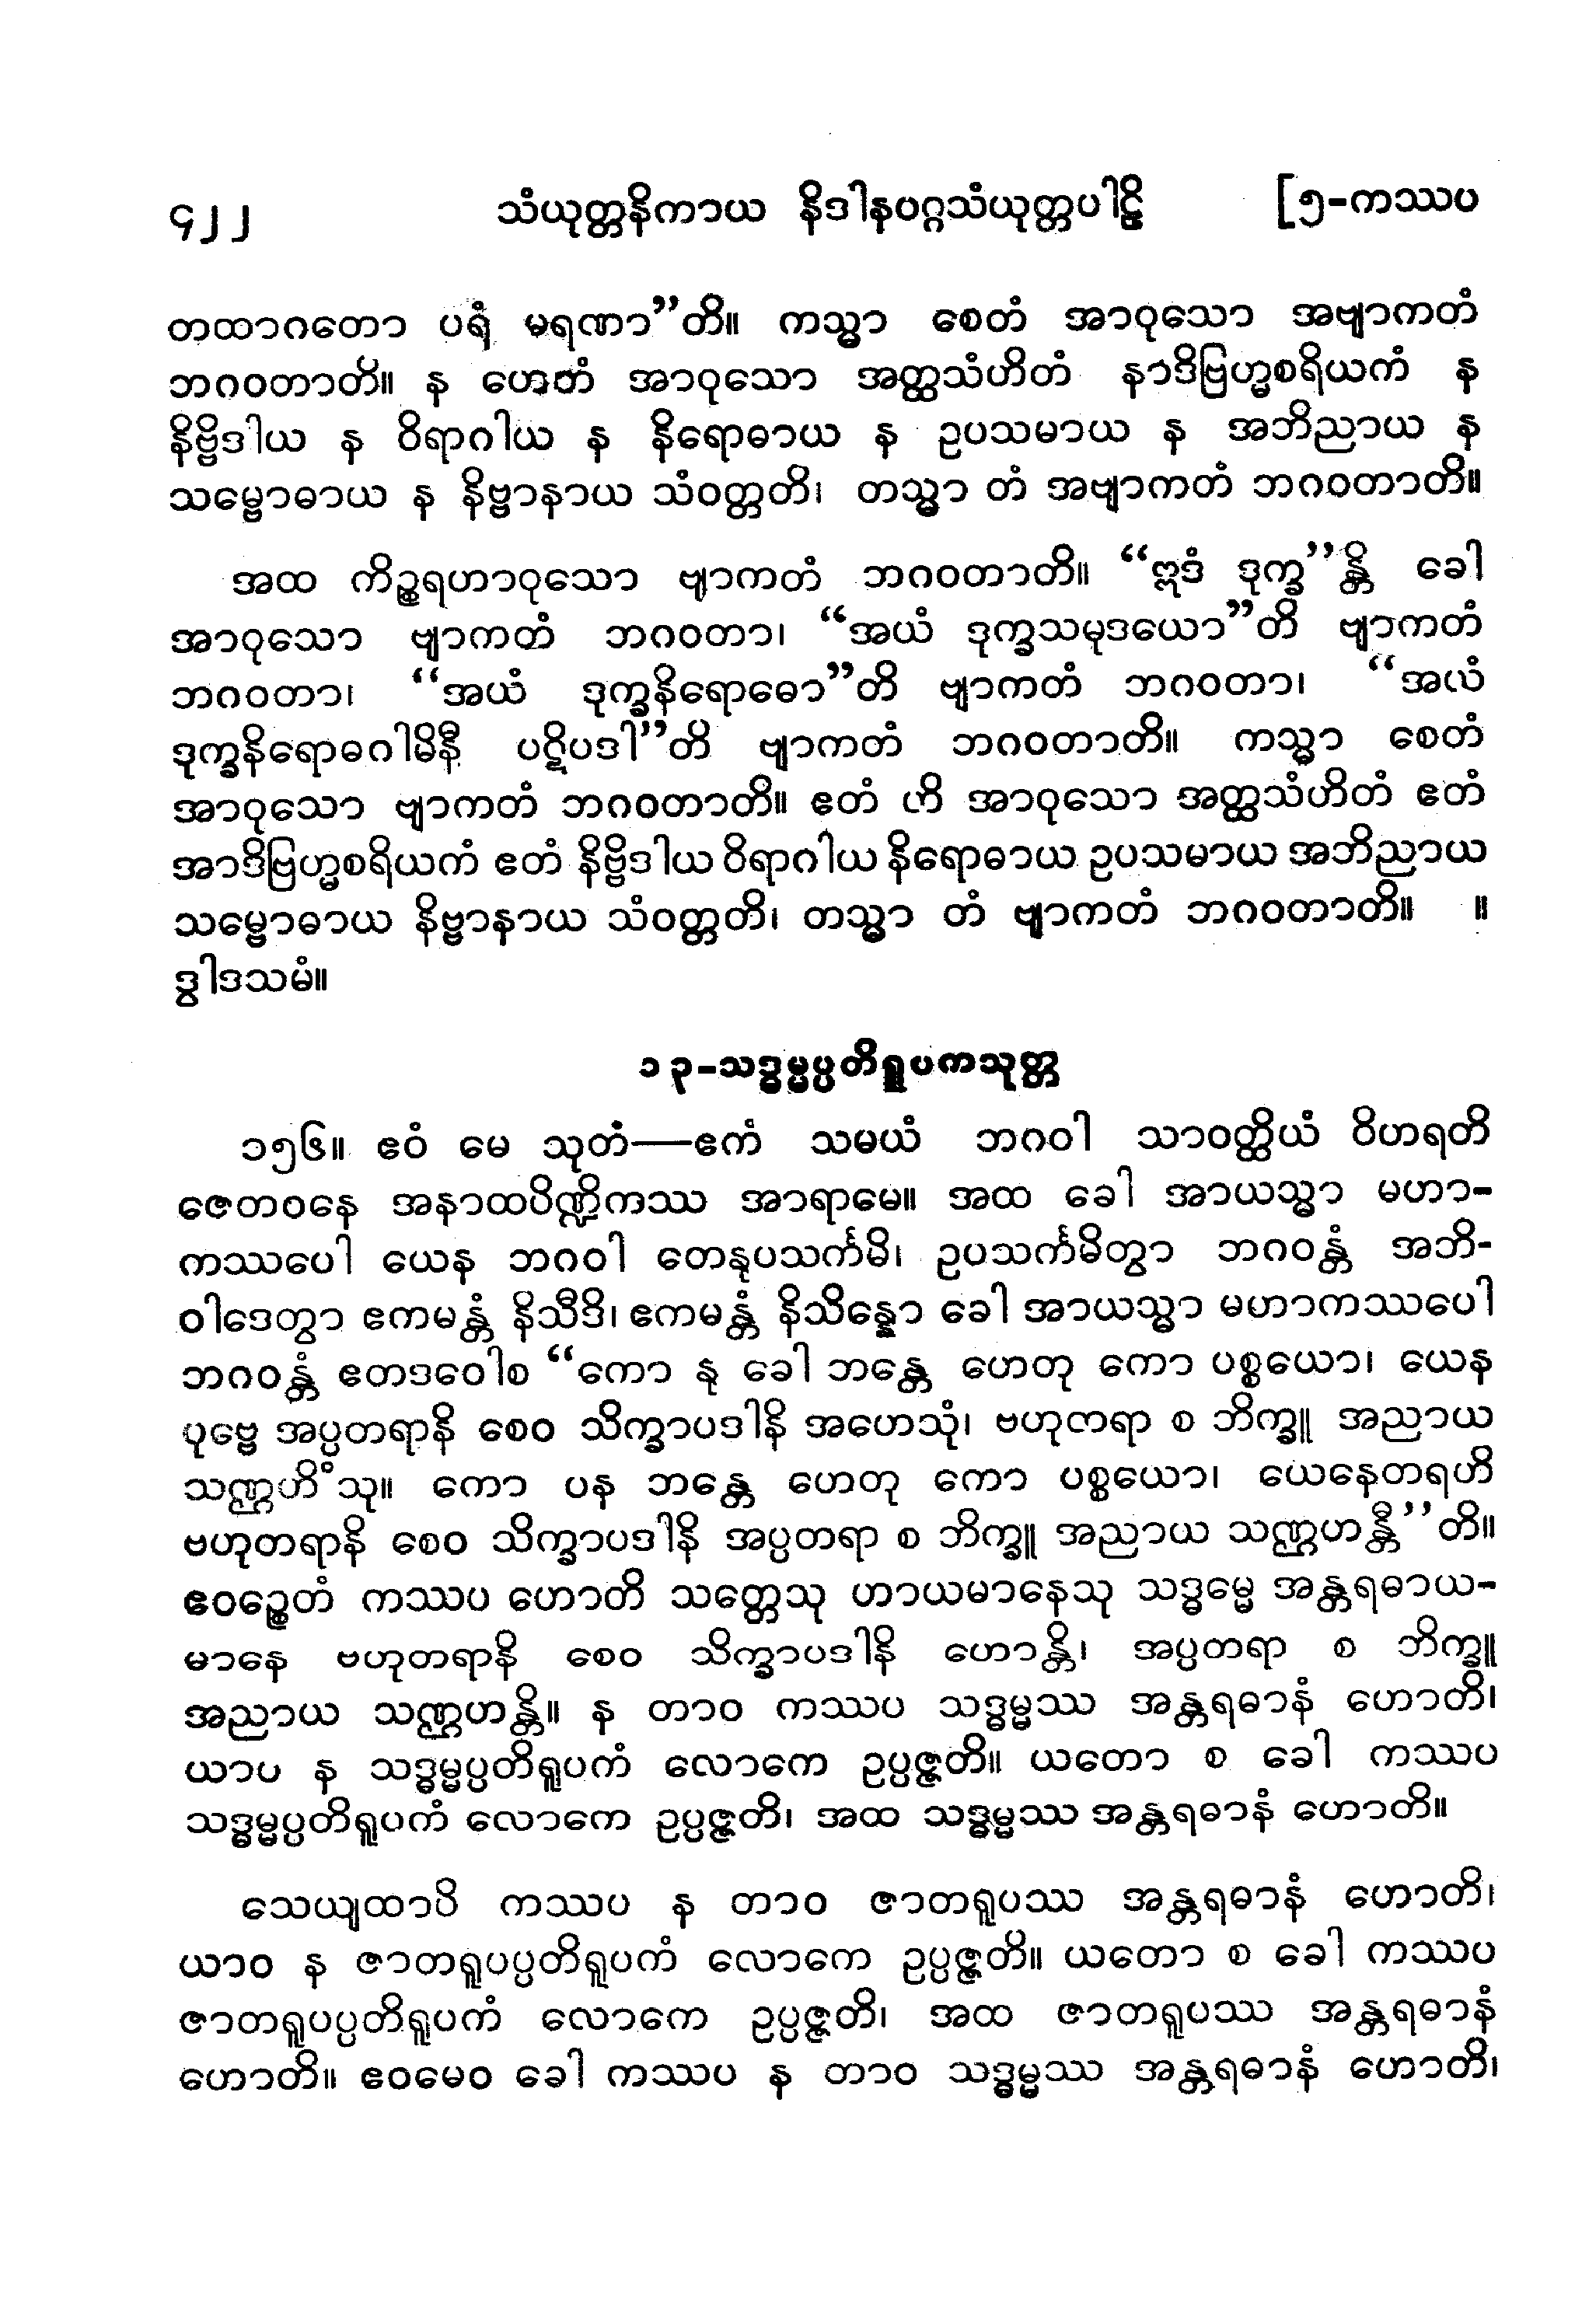 ၄၂၂ သံယုတ္တနိကာယ နိဒါနဝဂ္ဂသံယုတ္တပါဠိ [၅-ကဿပ
တထာဂတော ပရံ မရဏာ”တိ။ ကသ္မာ စေတံ အာဝုသော အဗျာကတံ
ဘဂဝတာတိ။ န ဟေတံ အာဝုသော အတ္ထသံဟိတံ နာဒိဗြဟ္မစရိယကံ န
နိဗ္ဗိဒါယ န ဝိရာဂါယ န နိရောဓာယ န ဥပသမာယ န အဘိညာယ န
သမ္ဗောဓာယ န နိဗ္ဗာနာယ သံဝတ္တတိ၊ တသ္မာ တံ အဗျာကတံ ဘဂဝတာတိ။
အထ ကိဉ္စရဟာဝုသော ဗျာကတံ ဘဂဝတာတိ။ “ဣဒံ ဒုက္ခ”န္တိ ခေါ
အာဝုသော ဗျာကတံ ဘဂဝတာ၊ “အယံ ဒုက္ခသမုဒယော”တိ ဗျာကတံ
ဘဂဝတာ၊ “အယံ ဒုက္ခနိရောဓော”တိ ဗျာကတံ ဘဂဝတာ၊ “အယံ
ဒုက္ခနိရောဓဂါမိနီ ပဋိပဒါ”တိ ဗျာကတံ ဘဂဝတာတိ။ ကသ္မာ စေတံ
အာဝုသော ဗျာကတံ ဘဂဝတာတိ။ ဧတံ ဟိ အာဝုသော အတ္ထသံဟိတံ ဧတံ
အာဒိဗြဟ္မစရိယကံ ဧတံ နိဗ္ဗိဒါယ ဝိရာဂါယ နိရောဓာယ ဥပသမာယ အဘိညာယ
သမ္ဗောဓာယ နိဗ္ဗာနာယ သံဝတ္တတိ၊ တသ္မာ တံ ဗျာကတံ ဘဂဝတာတိ။ ။
ဒွါဒသမံ။
၁၃-သဒ္ဓမ္မပ္ပတိရူပကသုတ္တ
၁၅၆။ ဧဝံ မေ သုတံ—ဧကံ သမယံ ဘဂဝါ သာဝတ္ထိယံ ဝိဟရတိ
ဇေတဝနေ အနာထပိဏ္ဍိကဿ အာရာမေ။ အထ ခေါ အာယသ္မာ မဟာ-
ကဿပေါ ယေန ဘဂဝါ တေနုပသင်္ကမိ၊ ဥပသင်္ကမိတွာ ဘဂဝန္တံ အဘိ-
ဝါဒေတွာ ဧကမန္တံ နိသီဒိ၊ ဧကမန္တံ နိသိန္နော ခေါ အာယသ္မာ မဟာကဿပေါ
ဘဂဝန္တံ ဧတဒဝေါစ “ကော နု ခေါ ဘန္တေ ဟေတု ကော ပစ္စယော၊ ယေန
ပုဗ္ဗေ အပ္ပတရာနိ စေဝ သိက္ခာပဒါနိ အဟေသုံ၊ ဗဟုတရာ စ ဘိက္ခူ အညာယ
သဏ္ဌဟိံသု။ ကော ပန ဘန္တေ ဟေတု ကော ပစ္စယော၊ ယေနေတရဟိ
ဗဟုတရာနိ စေဝ သိက္ခာပဒါနိ အပ္ပတရာ စ ဘိက္ခူ အညာယ သဏ္ဌဟန္တီ”တိ။
ဧဝဉ္စေတံ ကဿပ ဟောတိ သတ္တေသု ဟာယမာနေသု သဒ္ဓမ္မေ အန္တရဓာယ-
မာနေ ဗဟုတရာနိ စေဝ သိက္ခာပဒါနိ ဟောန္တိ၊ အပ္ပတရာ စ ဘိက္ခူ
အညာယ သဏ္ဌဟန္တိ။ န တာဝ ကဿပ သဒ္ဓမ္မဿ အန္တရဓာနံ ဟောတိ၊
ယာဝ န သဒ္ဓမ္မပ္ပတိရူပကံ လောကေ ဥပ္ပဇ္ဇတိ။ ယတော စ ခေါ ကဿပ
သဒ္ဓမ္မပ္ပတိရူပကံ လောကေ ဥပ္ပဇ္ဇတိ၊ အထ သဒ္ဓမ္မဿ အန္တရဓာနံ ဟောတိ။
သေယျထာပိ ကဿပ န တာဝ ဇာတရူပဿ အန္တရဓာနံ ဟောတိ၊
ယာဝ န ဇာတရူပပ္ပတိရူပကံ လောကေ ဥပ္ပဇ္ဇတိ။ ယတော စ ခေါ ကဿပ
ဇာတရူပပ္ပတိရူပကံ လောကေ ဥပ္ပဇ္ဇတိ၊ အထ ဇာတရူပဿ အန္တရဓာနံ
ဟောတိ။ ဧဝမေဝ ခေါ ကဿပ န တာဝ သဒ္ဓမ္မဿ အန္တရဓာနံ ဟောတိ၊